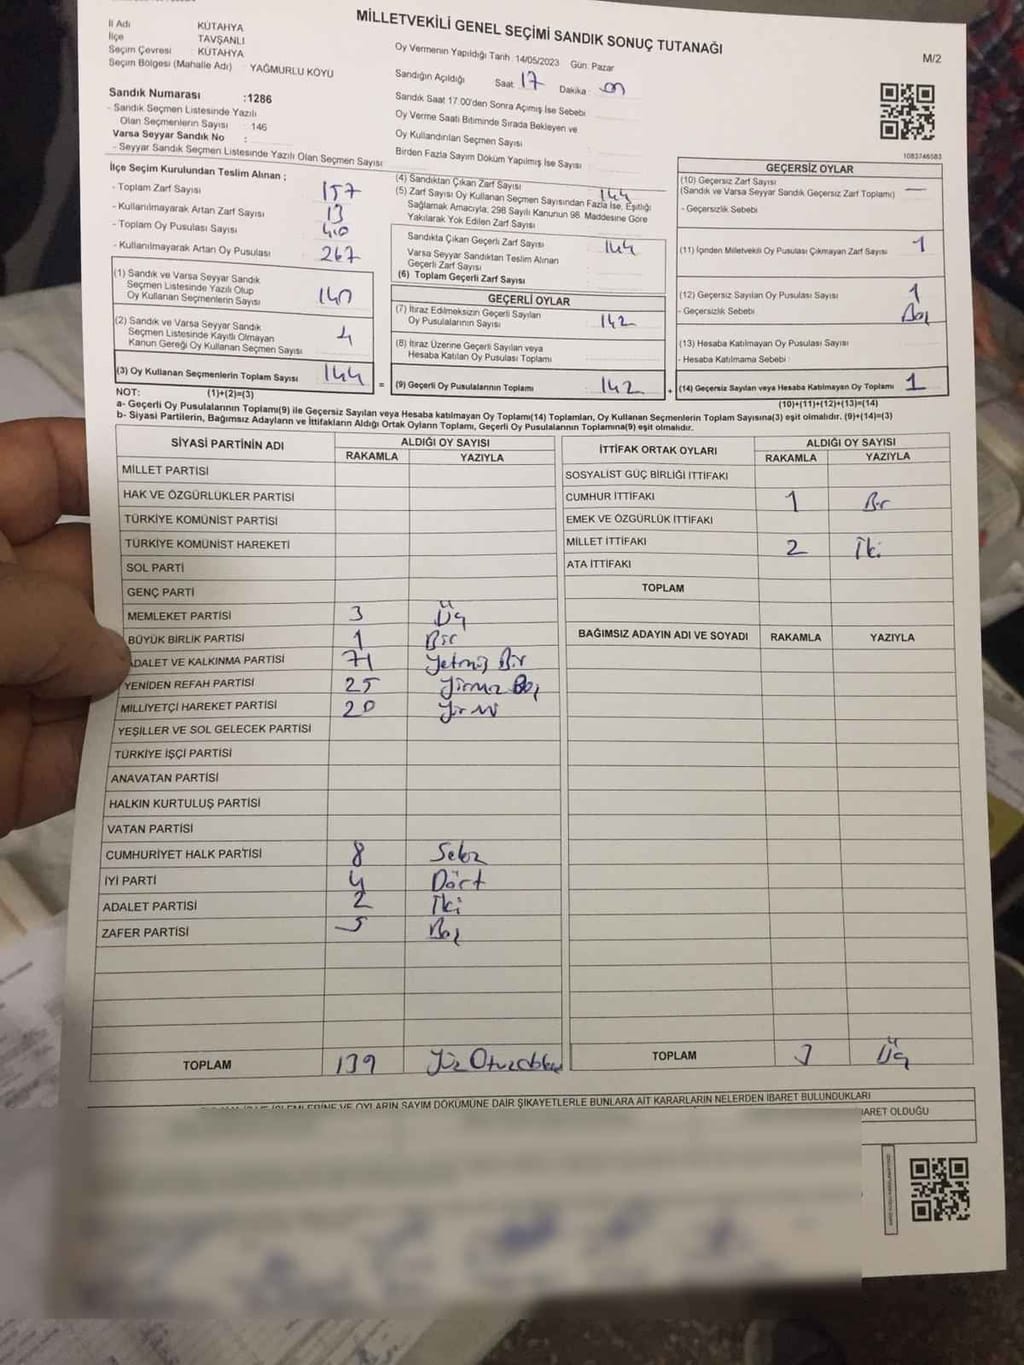 MİLLETVEKİLİ GENEL SEÇİMİ SANDIK SONUÇ TUTANAĞI
M/2
İl Adı KÜTAHYA
İlçe TAVŞANLI
Seçim Çevresi : KÜTAHYA
Seçim Bölgesi (Mahalle Adı) : YAĞMURLU KÖYÜ
Sandık Numarası :1286
- Sandık Seçmen Listesinde Yazılı
Olan Seçmenlerin Sayısı : 146
Varsa Seyyar Sandık No :
- Seyyar Sandık Seçmen Listesinde Yazılı Olan Seçmen Sayısı
Oy Vermenin Yapıldığı Tarih :14/05/2023 Gün: Pazar
Sandığın Açıldığı Saat: 17 Dakika:
Sandık Saat 17:00'den Sonra Açımış İse Sebebi
Oy Verme Saati Bitiminde Sırada Bekleyen ve
Oy Kullandırılan Seçmen Sayısı
Birden Fazla Sayım Döküm Yapılmış İse Sayısı
1083746583
İlçe Seçim Kurulundan Teslim Alınan ;
- Toplam Zarf Sayısı 157
- Kullanılmayarak Artan Zarf Sayısı 13
- Toplam Oy Pusulası Sayısı
- Kullanılmayarak Artan Oy Pusulası 267
(1) Sandık ve Varsa Seyyar Sandık
Seçmen Listesinde Yazılı Olup
Oy Kullanan Seçmenlerin Sayısı 140
(2) Sandık ve Varsa Seyyar Sandık
Seçmen Listesinde Kayıtlı Olmayan
Kanun Gereği Oy Kullanan Seçmen Sayısı 4
(3) Oy Kullanan Seçmenlerin Toplam Sayısı 144 =
(4) Sandıktan Çıkan Zarf Sayısı 144
(5) Zarf Sayısı Oy Kullanan Seçmen Sayısından Fazla İse, Eşitliği
Sağlamak Amacıyla, 298 Sayılı Kanunun 98. Maddesine Göre
Yakılarak Yok Edilen Zarf Sayısı
Sandıkta Çıkan Geçerli Zarf Sayısı 144
Varsa Seyyar Sandıktan Teslim Alınan
Geçerli Zarf Sayısı
(6) Toplam Geçerli Zarf Sayısı
GEÇERLİ OYLAR
(7) İtiraz Edilmeksizin Geçerli Sayılan
Oy Pusulalarının Sayısı 142
(8) İtiraz Üzerine Geçerli Sayılan veya
Hesaba Katılan Oy Pusulası Toplamı
(9) Geçerli Oy Pusulalarının Toplamı 142 +
GEÇERSİZ OYLAR
(10) Geçersiz Zarf Sayısı —
(Sandık ve Varsa Seyyar Sandık Geçersiz Zarf Toplamı)
- Geçersizlik Sebebi
(11) İçinden Milletvekili Oy Pusulası Çıkmayan Zarf Sayısı 1
(12) Geçersiz Sayılan Oy Pusulası Sayısı 1
- Geçersizlik Sebebi Boş
(13) Hesaba Katılmayan Oy Pusulası Sayısı
- Hesaba Katılmama Sebebi
(14) Geçersiz Sayılan veya Hesaba Katılmayan Oy Pusulası Toplamı 1
NOT: (1)+(2)=(3)
(10)+(11)+(12)+(13)=(14)
a- Geçerli Oy Pusulalarının Toplamı(9) ile Geçersiz Sayılan veya Hesaba katılmayan Oy Toplamı(14) Toplamları, Oy Kullanan Seçmenlerin Toplam Sayısına(3) eşit olmalıdır. (9)+(14)=(3)
b- Siyasi Partilerin, Bağımsız Adayların ve İttifakların Aldığı Ortak Oyların Toplamı, Geçerli Oy Pusulalarının Toplamına(9) eşit olmalıdır.
SİYASİ PARTİNİN ADI ALDIĞI OY SAYISI
RAKAMLA YAZIYLA
MİLLET PARTİSİ
HAK VE ÖZGÜRLÜKLER PARTİSİ
TÜRKİYE KOMÜNİST PARTİSİ
TÜRKİYE KOMÜNİST HAREKETİ
SOL PARTİ
GENÇ PARTİ
MEMLEKET PARTİSİ 3 Üç
BÜYÜK BİRLİK PARTİSİ 1 Bir
ADALET VE KALKINMA PARTİSİ 71 Yetmiş Bir
YENİDEN REFAH PARTİSİ 25 Yirmi Beş
MİLLİYETÇİ HAREKET PARTİSİ 20 Yirmi
YEŞİLLER VE SOL GELECEK PARTİSİ
TÜRKİYE İŞÇİ PARTİSİ
ANAVATAN PARTİSİ
HALKIN KURTULUŞ PARTİSİ
VATAN PARTİSİ
CUMHURİYET HALK PARTİSİ 8 Sekiz
İYİ PARTİ 4 Dört
ADALET PARTİSİ 2 İki
ZAFER PARTİSİ 5 Beş
TOPLAM 139 Yüz Otuzdokuz
İTTİFAK ORTAK OYLARI ALDIĞI OY SAYISI
RAKAMLA YAZIYLA
SOSYALİST GÜÇ BİRLİĞİ İTTİFAKI
CUMHUR İTTİFAKI 1 Bir
EMEK VE ÖZGÜRLÜK İTTİFAKI
MİLLET İTTİFAKI 2 İki
ATA İTTİFAKI
TOPLAM
BAĞIMSIZ ADAYIN ADI VE SOYADI RAKAMLA YAZIYLA
TOPLAM 3 Üç
İŞLEMLERİNE VE OYLARIN SAYIM DÖKÜMÜNE DAİR ŞİKAYETLERLE BUNLARA AİT KARARLARIN NELERDEN İBARET BULUNDUKLARI
BARET OLDUĞU